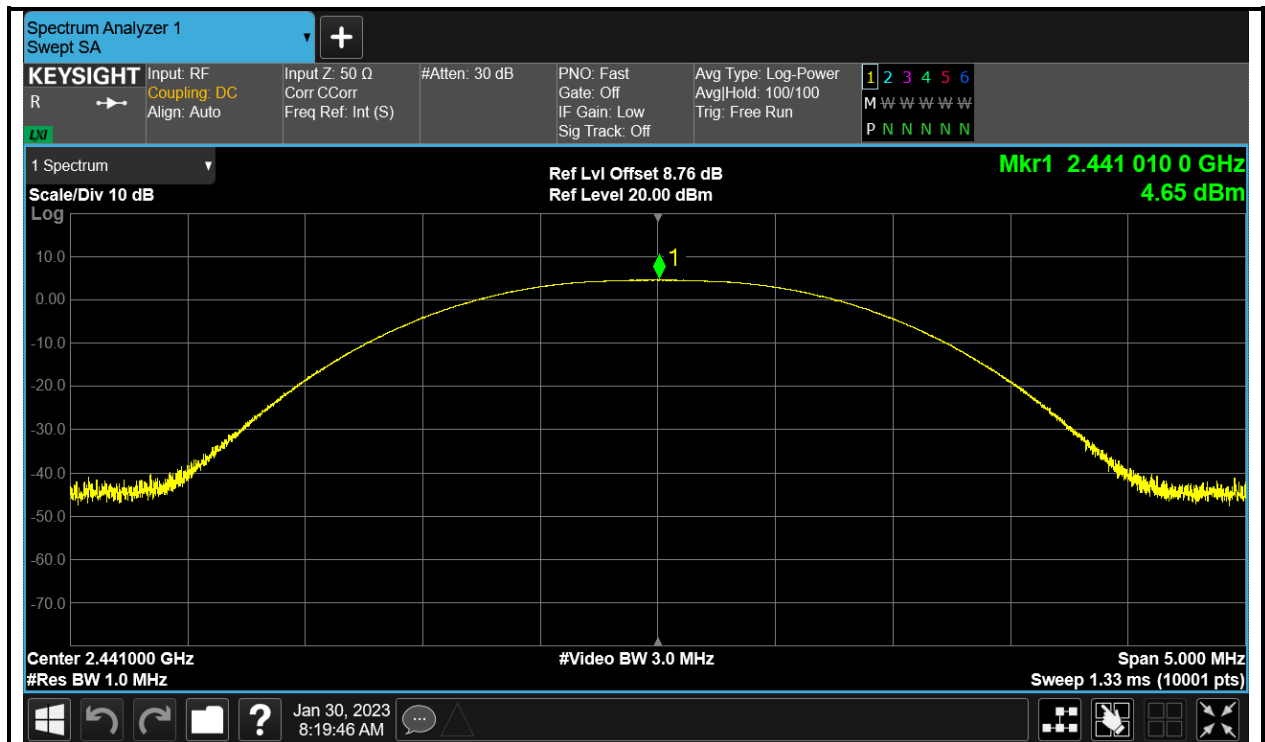 Spectrum Analyzer 1
Swept SA
KEYSIGHT
R
LXI
Input: RF
Coupling: DC
Align: Auto
Input Z: 50 Ω
Corr CCorr
Freq Ref: Int (S)
#Atten: 30 dB
PNO: Fast
Gate: Off
IF Gain: Low
Sig Track: Off
Avg Type: Log-Power
Avg|Hold: 100/100
Trig: Free Run
1 2 3 4 5 6
M W W W W W
P N N N N N
1 Spectrum
Scale/Div 10 dB
Ref Lvl Offset 8.76 dB
Ref Level 20.00 dBm
Mkr1 2.441 010 0 GHz
4.65 dBm
Log
1
10.0
0.00
-10.0
-20.0
-30.0
-40.0
-50.0
-60.0
-70.0
Center 2.441000 GHz
#Res BW 1.0 MHz
#Video BW 3.0 MHz
Span 5.000 MHz
Sweep 1.33 ms (10001 pts)
?
Jan 30, 2023
8:19:46 AM